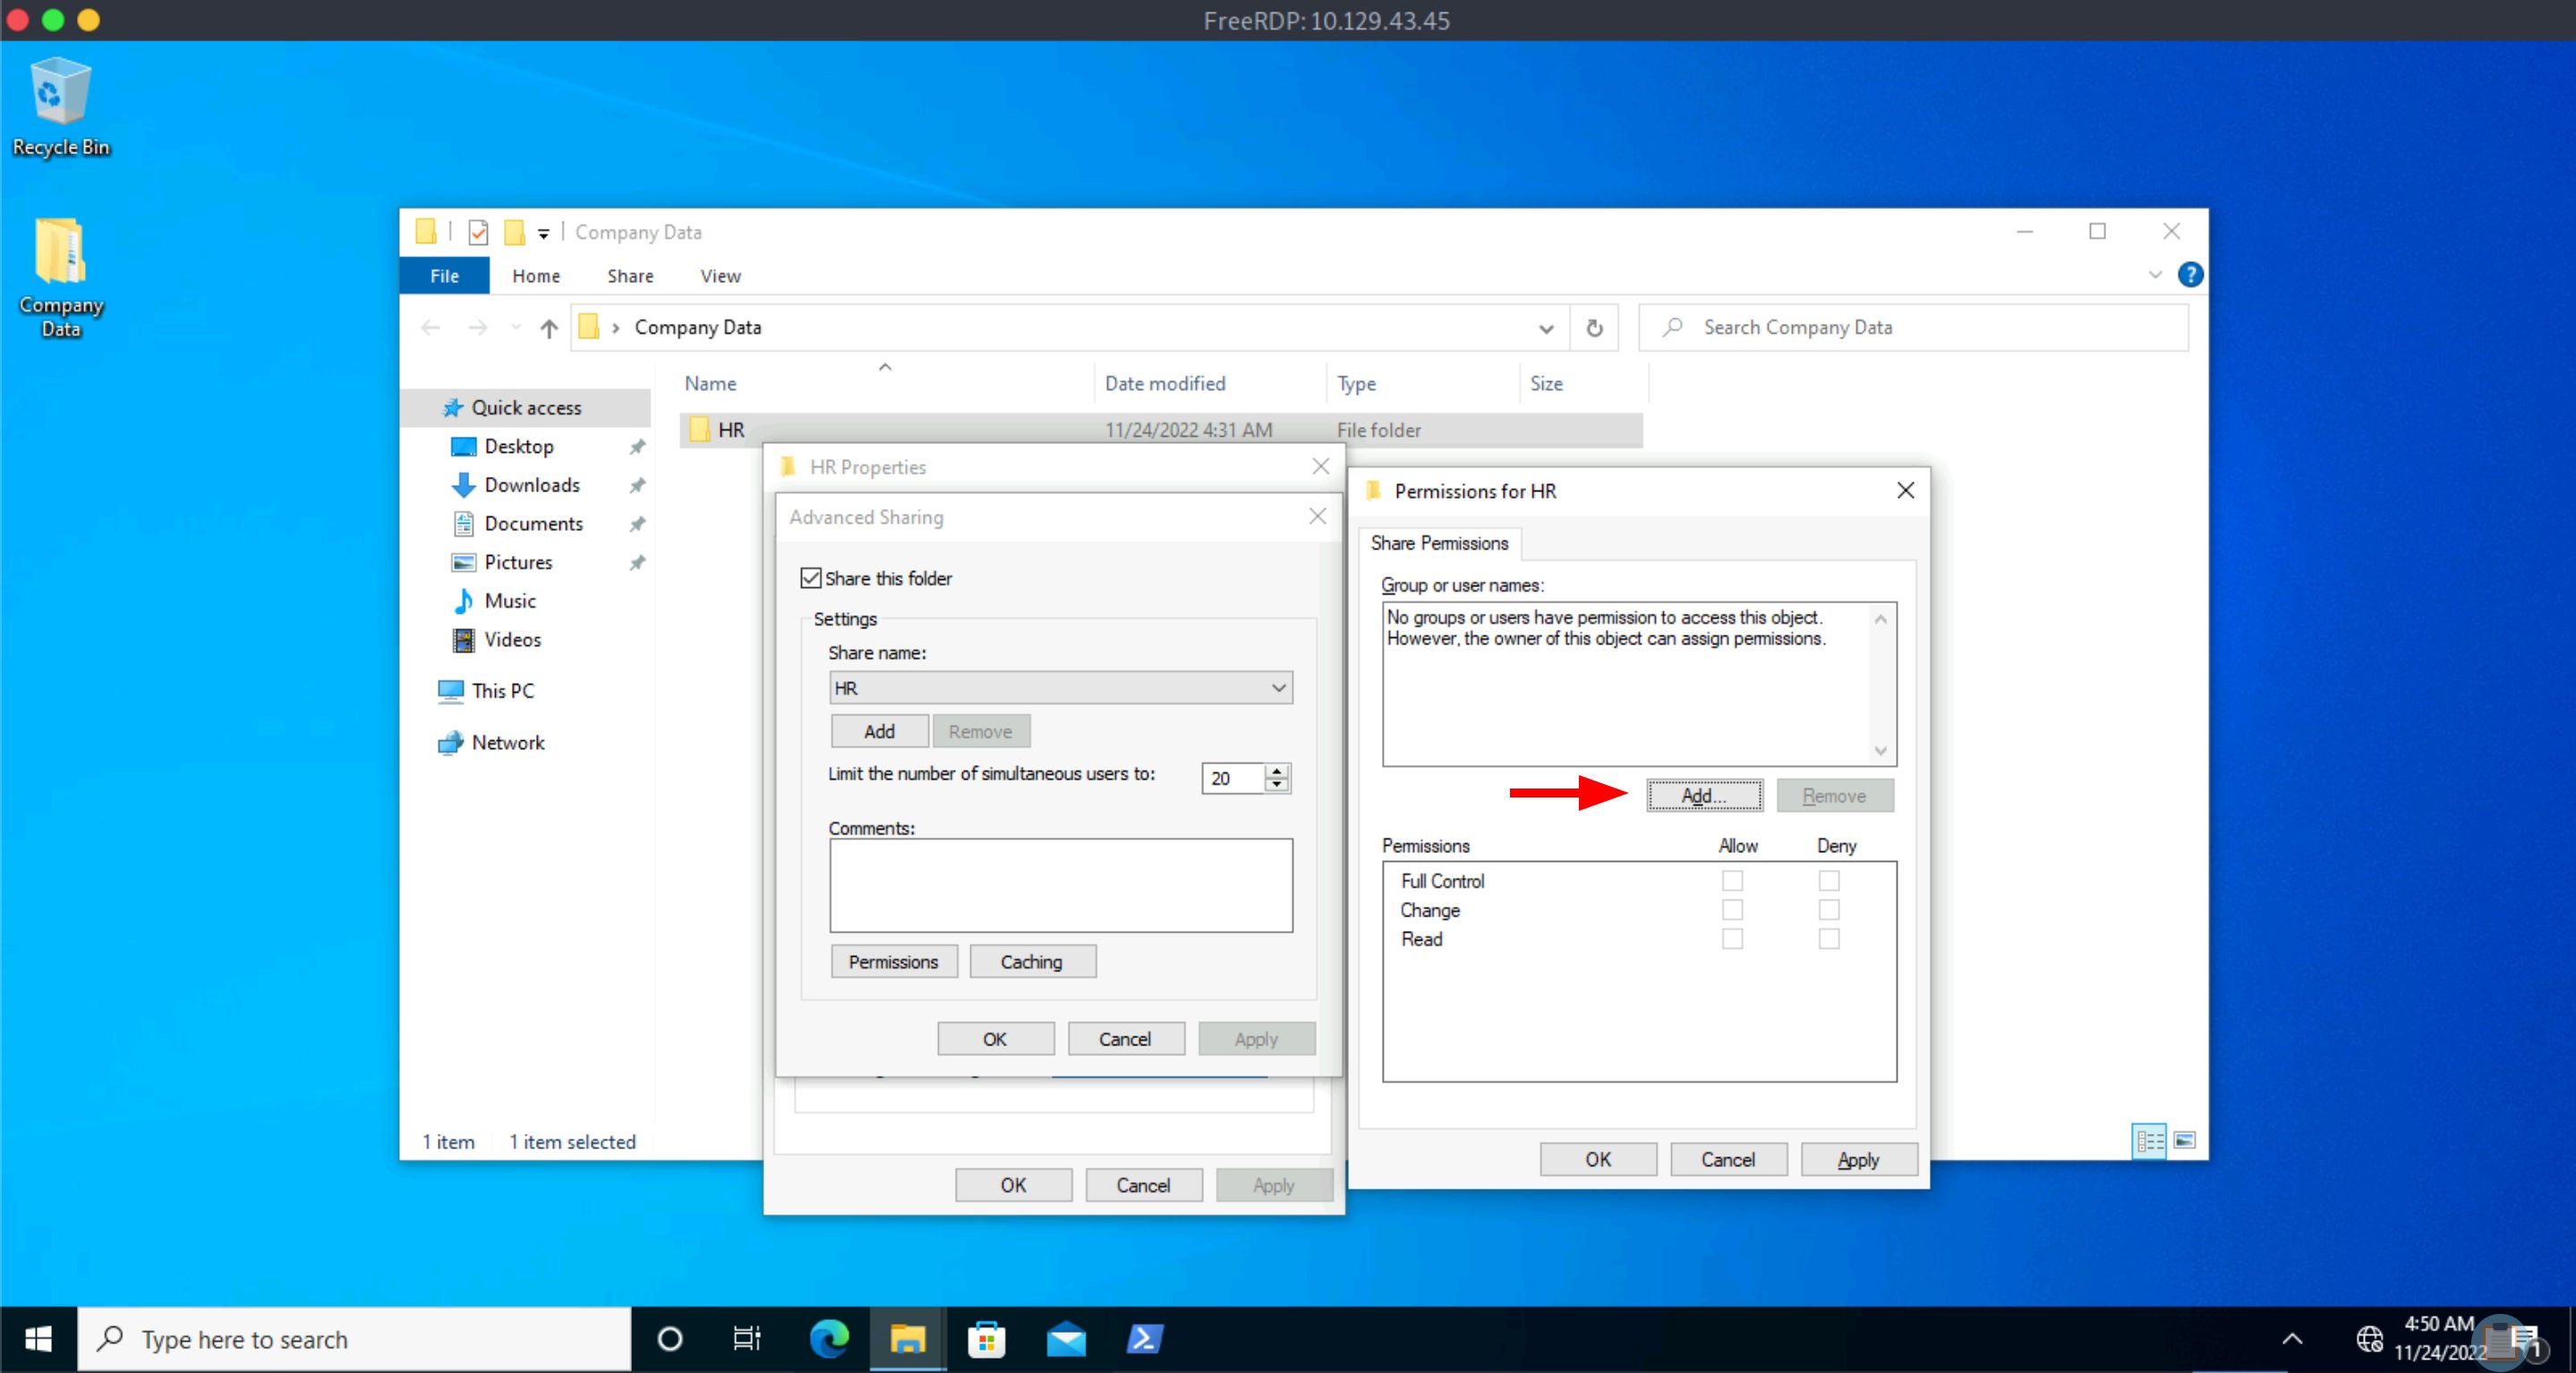 FreeRDP: 10.129.43.45
Recycle Bin
Company
Data
Company Data
File
Home
Share
View
Company Data
Search Company Data
Name
Date modified
Type
Size
Quick access
Desktop
Downloads
Documents
Pictures
Music
Videos
This PC
Network
HR
11/24/2022 4:31 AM
File folder
HR Properties
Advanced Sharing
Share this folder
Settings
Share name:
HR
Add
Remove
Limit the number of simultaneous users to:
20
Comments:
Permissions
Caching
OK
Cancel
Apply
OK
Cancel
Apply
Permissions for HR
Share Permissions
Group or user names:
No groups or users have permission to access this object.
However, the owner of this object can assign permissions.
Add...
Remove
Permissions
Allow
Deny
Full Control
Change
Read
OK
Cancel
Apply
1 item
1 item selected
Type here to search
4:50 AM
11/24/2022
1